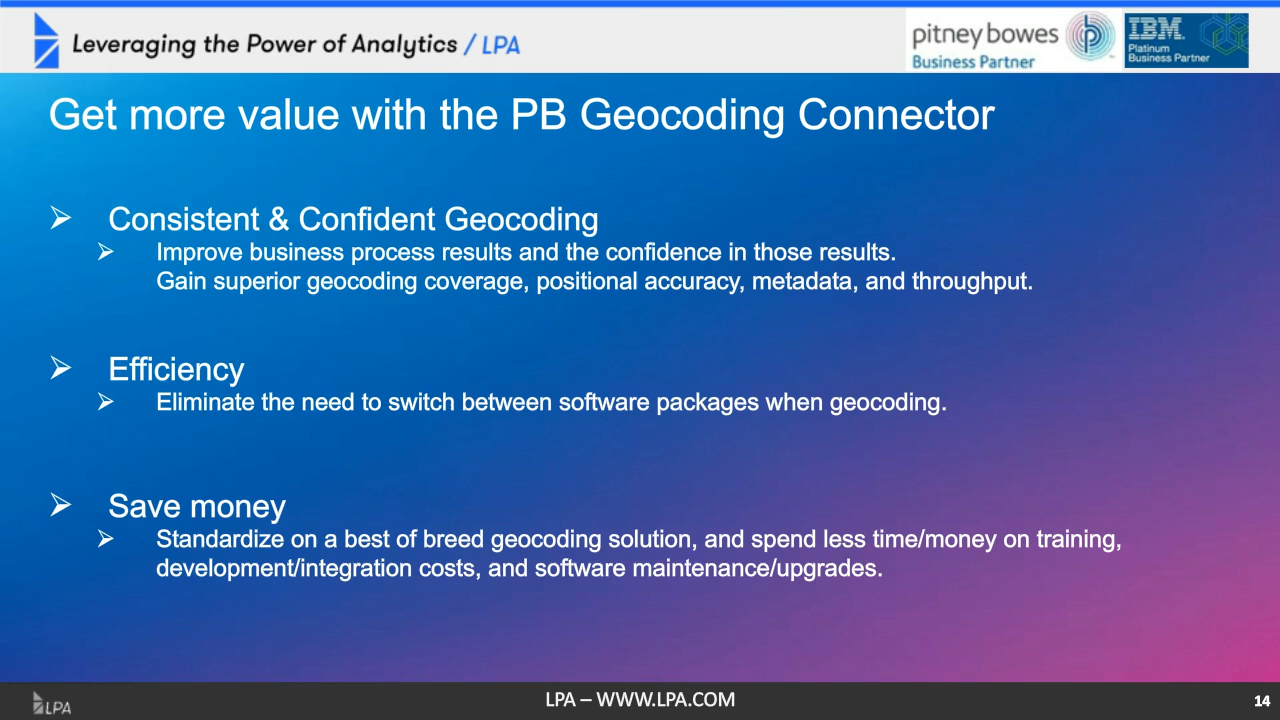 Leveraging the Power of Analytics / LPA
pitney bowes
Business Partner
IBM
Platinum
Business Partner
Get more value with the PB Geocoding Connector
Consistent & Confident Geocoding
Improve business process results and the confidence in those results.
Gain superior geocoding coverage, positional accuracy, metadata, and throughput.
Efficiency
Eliminate the need to switch between software packages when geocoding.
Save money
Standardize on a best of breed geocoding solution, and spend less time/money on training,
development/integration costs, and software maintenance/upgrades.
LPA
LPA – WWW.LPA.COM
14